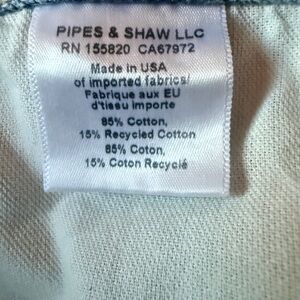 PIPES & SHAW LLC
RN 155820 CA67972
Made in USA
of imported fabrics/
Fabrique aux EU
d'tissu importe
85% Cotton,
15% Recycled Cotton
85% Coton,
15% Coton Recyclé